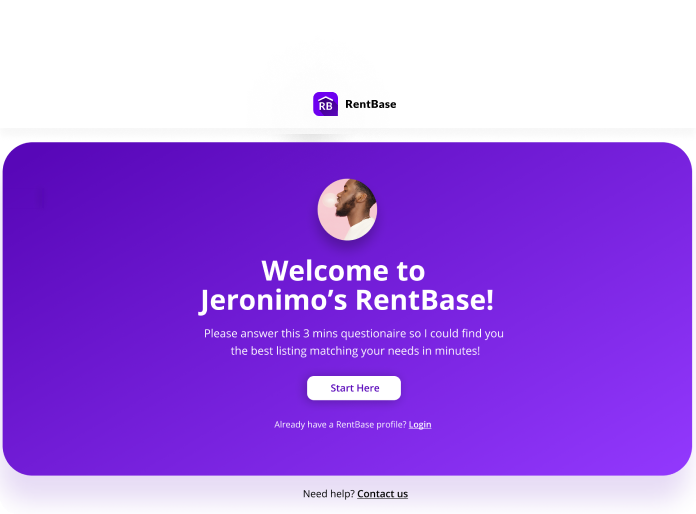 RB RentBase
Welcome to
Jeronimo’s RentBase!
Please answer this 3 mins questionaire so I could find you
the best listing matching your needs in minutes!
Start Here
Already have a RentBase profile? Login
Need help? Contact us